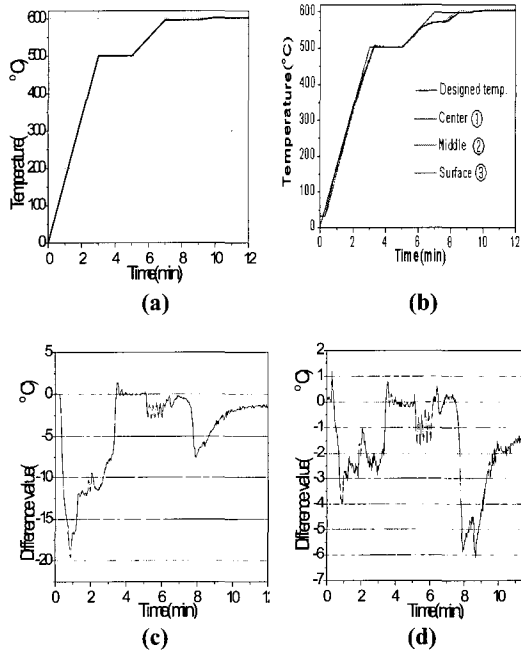 600
500
400
300
200
100
0
Temperature( °C)
0 2 4 6 8 10 12
Time(min)
(a)
600
500
400
300
200
100
0
Temperature(°C)
Designed temp.
Center ①
Middle ②
Surface ③
0 2 4 6 8 10 12
Time(min)
(b)
5
0
-5
-10
-15
-20
Difference value( °C)
0 2 4 6 8 10 12
Time(min)
(c)
2
1
0
-1
-2
-3
-4
-5
-6
-7
Difference value( °C)
0 2 4 6 8 10
Time(min)
(d)